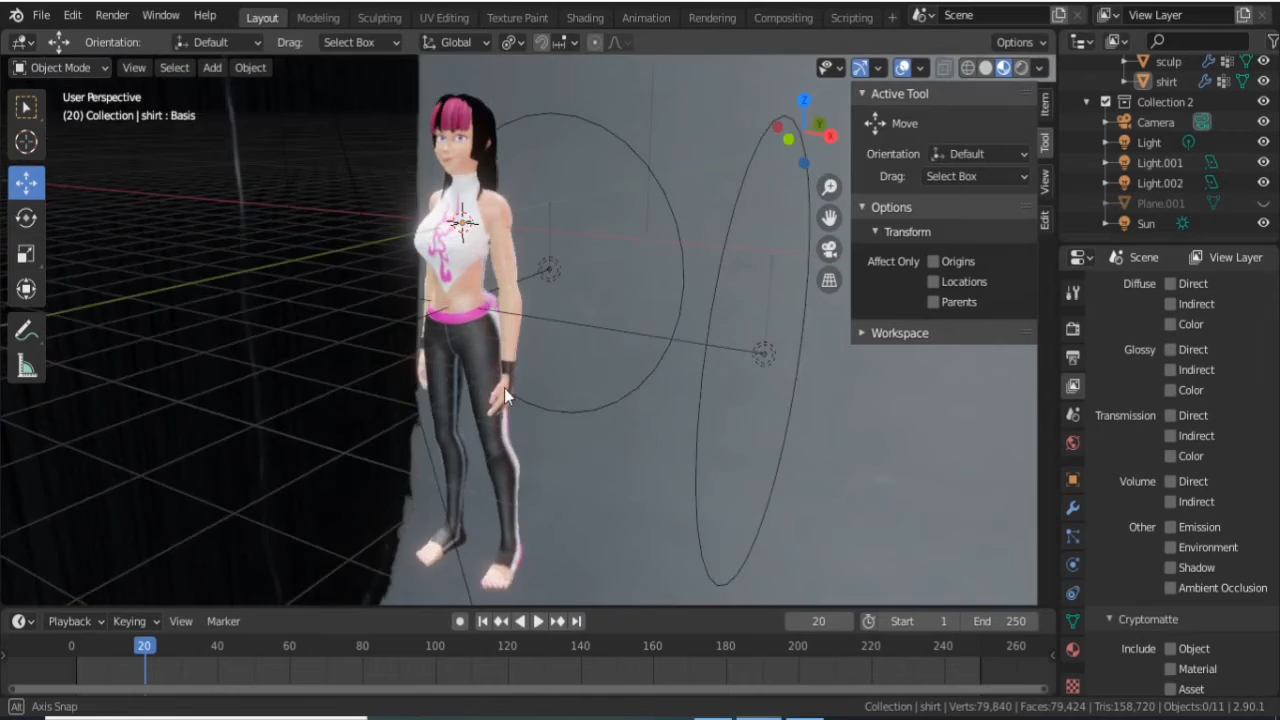 File Edit Render Window Help Layout Modeling Sculpting UV Editing Texture Paint Shading Animation Rendering Compositing Scripting + Scene View Layer
Orientation: Default Drag: Select Box Global Options
Object Mode View Select Add Object
User Perspective
(20) Collection | shirt : Basis
Z
Y
X
Active Tool
Move
Orientation Default
Drag: Select Box
Options
Transform
Affect Only Origins
Locations
Parents
Workspace
Item
Tool
View
Edit
sculp
shirt
Collection 2
Camera
Light
Light.001
Light.002
Plane.001
Sun
Scene View Layer
Diffuse Direct
Indirect
Color
Glossy Direct
Indirect
Color
Transmission Direct
Indirect
Color
Volume Direct
Indirect
Other Emission
Environment
Shadow
Ambient Occlusion
Cryptomatte
Include Object
Material
Asset
Playback Keying View Marker 20 Start 1 End 250
0 20 40 60 80 100 120 140 160 180 200 220 240 260
Alt Axis Snap Collection | shirt | Verts:79,840 | Faces:79,424 | Tris:158,720 | Objects:0/11 | 2.90.1